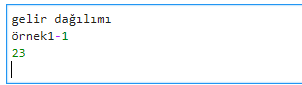 gelir dağılımı
örnek1-1
23